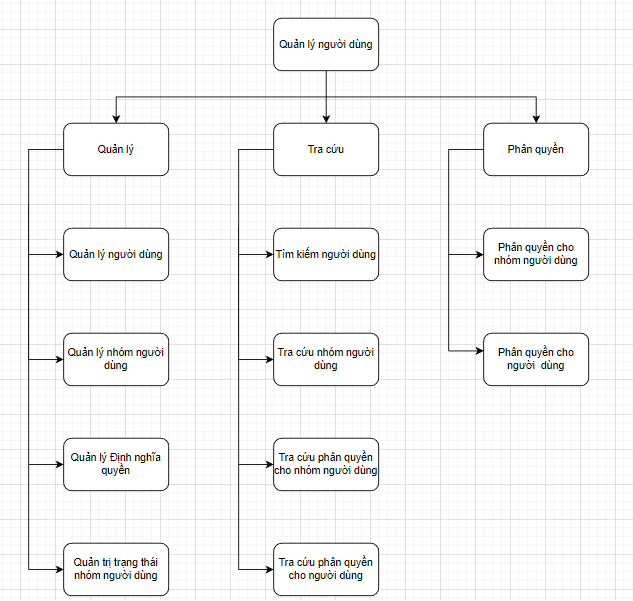 Quản lý người dùng
Quản lý
Tra cứu
Phân quyền
Quản lý người dùng
Tìm kiếm người dùng
Phân quyền cho
nhóm người dùng
Quản lý nhóm người
dùng
Tra cứu nhóm người
dùng
Phân quyền cho
người dùng
Quản lý Định nghĩa
quyền
Tra cứu phân quyền
cho nhóm người dùng
Quản trị trạng thái
nhóm người dùng
Tra cứu phân quyền
cho người dùng